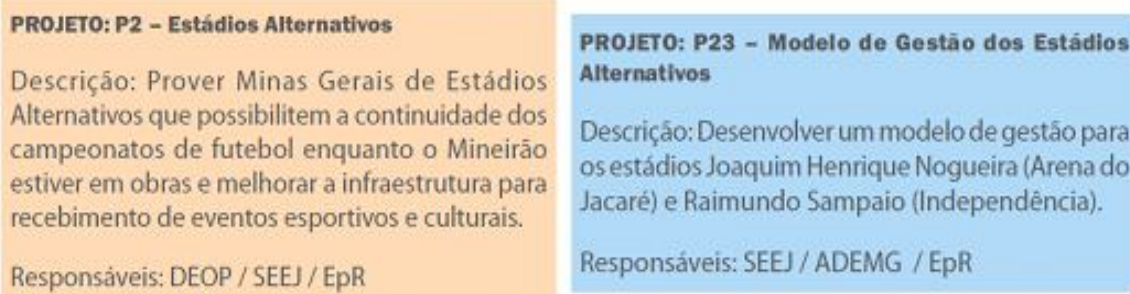 PROJETO: P2 – Estádios Alternativos
Descrição: Prover Minas Gerais de Estádios
Alternativos que possibilitem a continuidade dos
campeonatos de futebol enquanto o Mineirão
estiver em obras e melhorar a infraestrutura para
recebimento de eventos esportivos e culturais.
Responsáveis: DEOP / SEEJ / EpR
PROJETO: P23 – Modelo de Gestão dos Estádios
Alternativos
Descrição: Desenvolver um modelo de gestão para
os estádios Joaquim Henrique Nogueira (Arena do
Jacaré) e Raimundo Sampaio (Independência).
Responsáveis: SEEJ / ADEMG / EpR